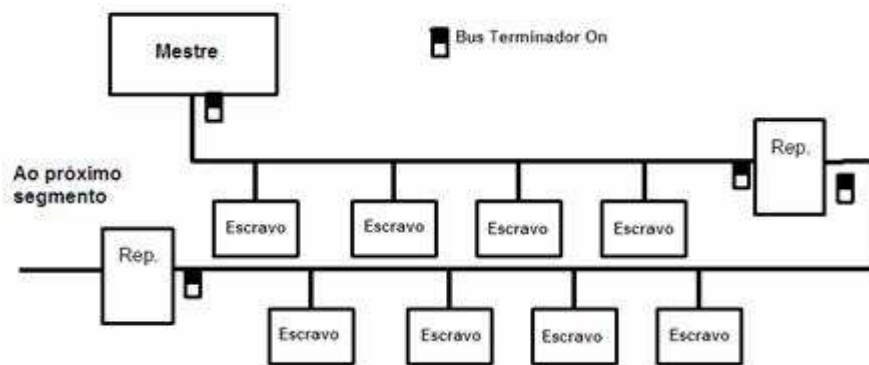 Mestre
Bus Terminador On
Rep.
Ao próximo
segmento
Escravo
Escravo
Escravo
Escravo
Rep.
Escravo
Escravo
Escravo
Escravo